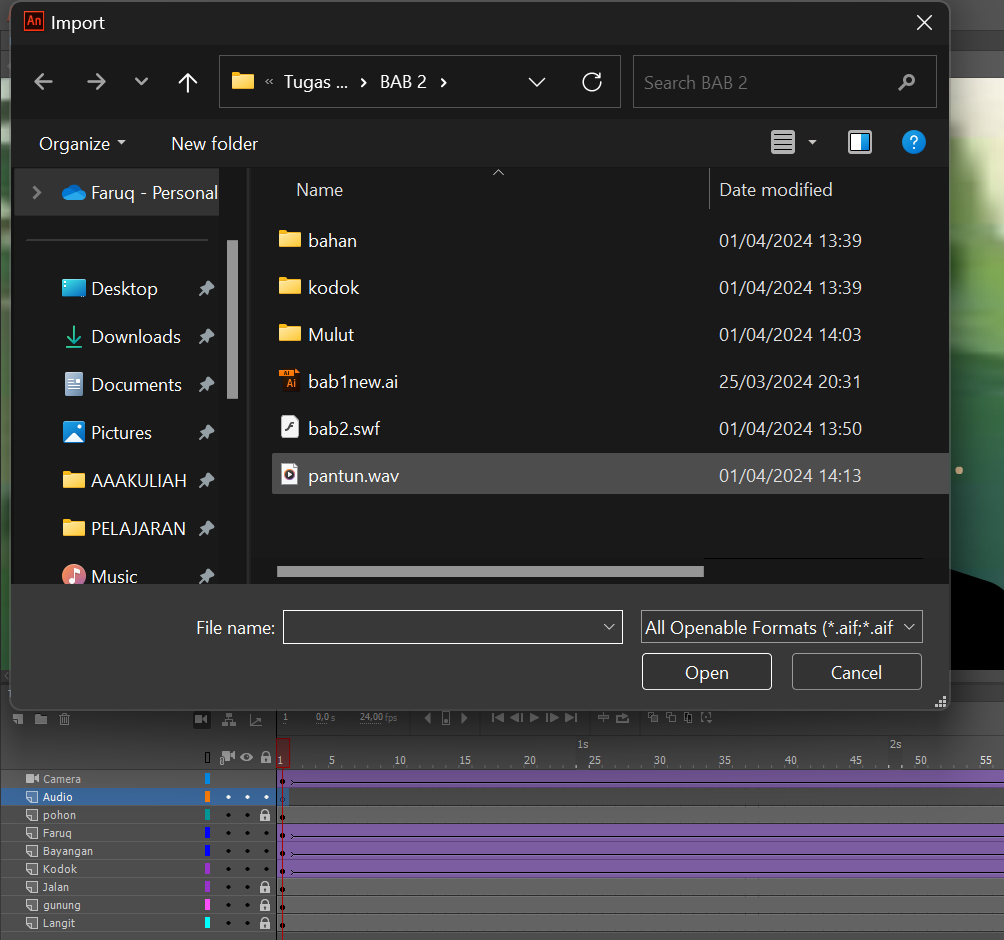 An Import
« Tugas ... › BAB 2 ›
Search BAB 2
Organize
New folder
?
Faruq - Personal
Name
Date modified
bahan 01/04/2024 13:39
kodok 01/04/2024 13:39
Desktop
Downloads
Mulut 01/04/2024 14:03
Documents
bab1new.ai 25/03/2024 20:31
Pictures
bab2.swf 01/04/2024 13:50
AAAKULIAH
pantun.wav 01/04/2024 14:13
PELAJARAN
Music
File name:
All Openable Formats (*.aif;*.aif
Open
Cancel
1 0,0 s 24,00 fps
1s 2s
1 5 10 15 20 25 30 35 40 45 50 55
Camera
Audio
pohon
Faruq
Bayangan
Kodok
Jalan
gunung
Langit